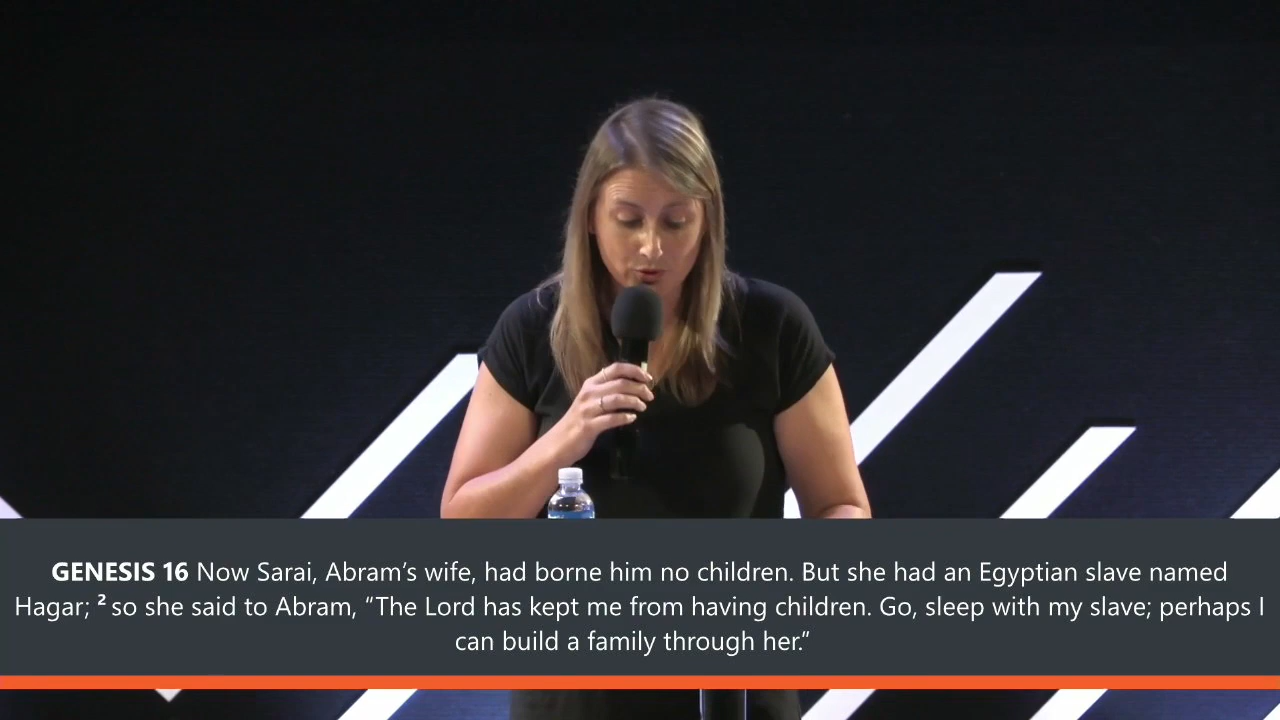 GENESIS 16 Now Sarai, Abram’s wife, had borne him no children. But she had an Egyptian slave named
Hagar; ² so she said to Abram, “The Lord has kept me from having children. Go, sleep with my slave; perhaps I
can build a family through her.”